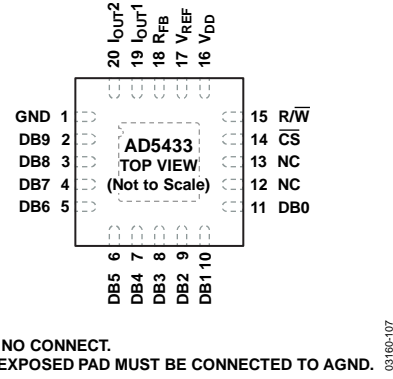 20 IOUT2
19 IOUT1
18 RFB
17 VREF
16 VDD
GND 1
DB9 2
DB8 3
DB7 4
DB6 5
AD5433
TOP VIEW
(Not to Scale)
15 R/W̅
14 C̅S̅
13 NC
12 NC
11 DB0
DB5 6
DB4 7
DB3 8
DB2 9
DB1 10
NO CONNECT.
EXPOSED PAD MUST BE CONNECTED TO AGND.
03160-107